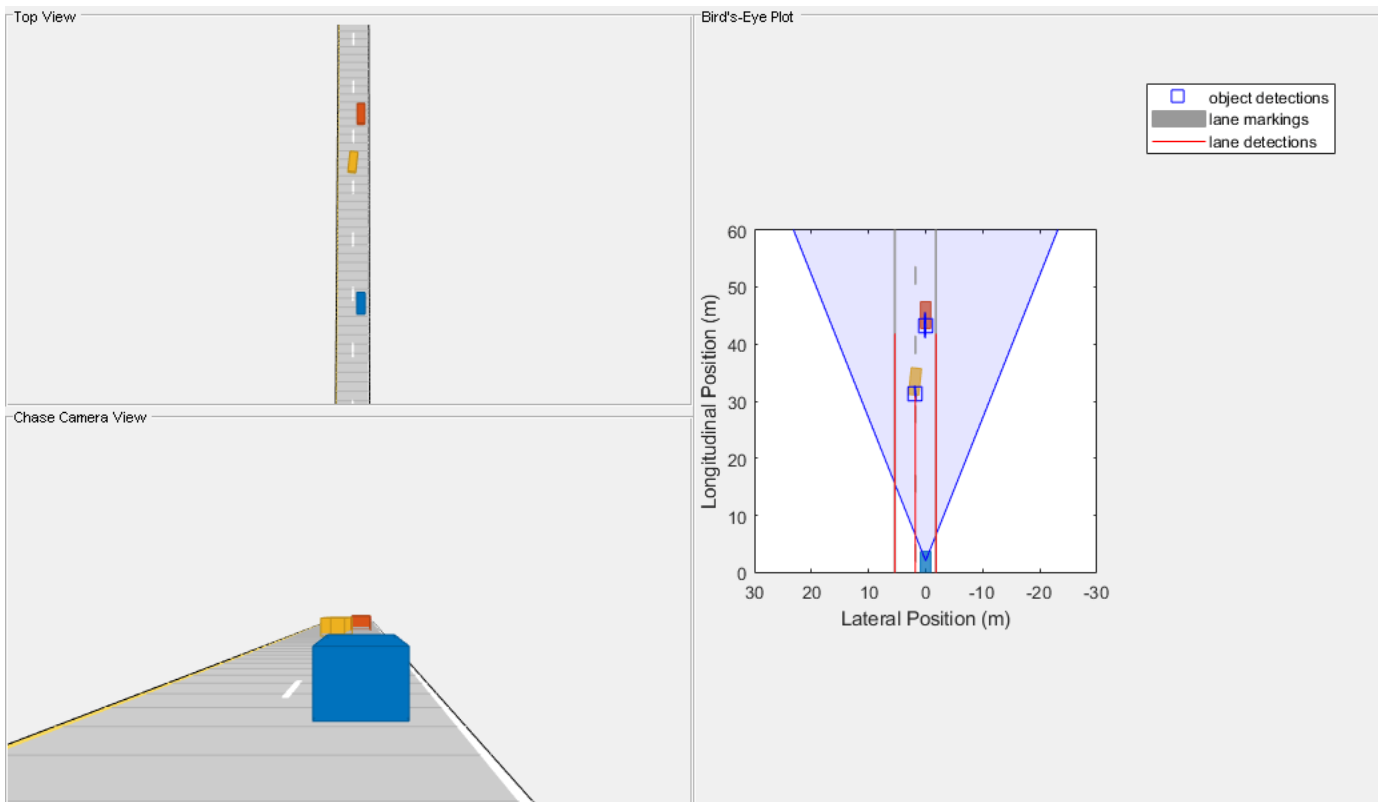 Top View
Chase Camera View
Bird's-Eye Plot
object detections
lane markings
lane detections
60
50
40
30
20
10
0
Longitudinal Position (m)
30 20 10 0 -10 -20 -30
Lateral Position (m)